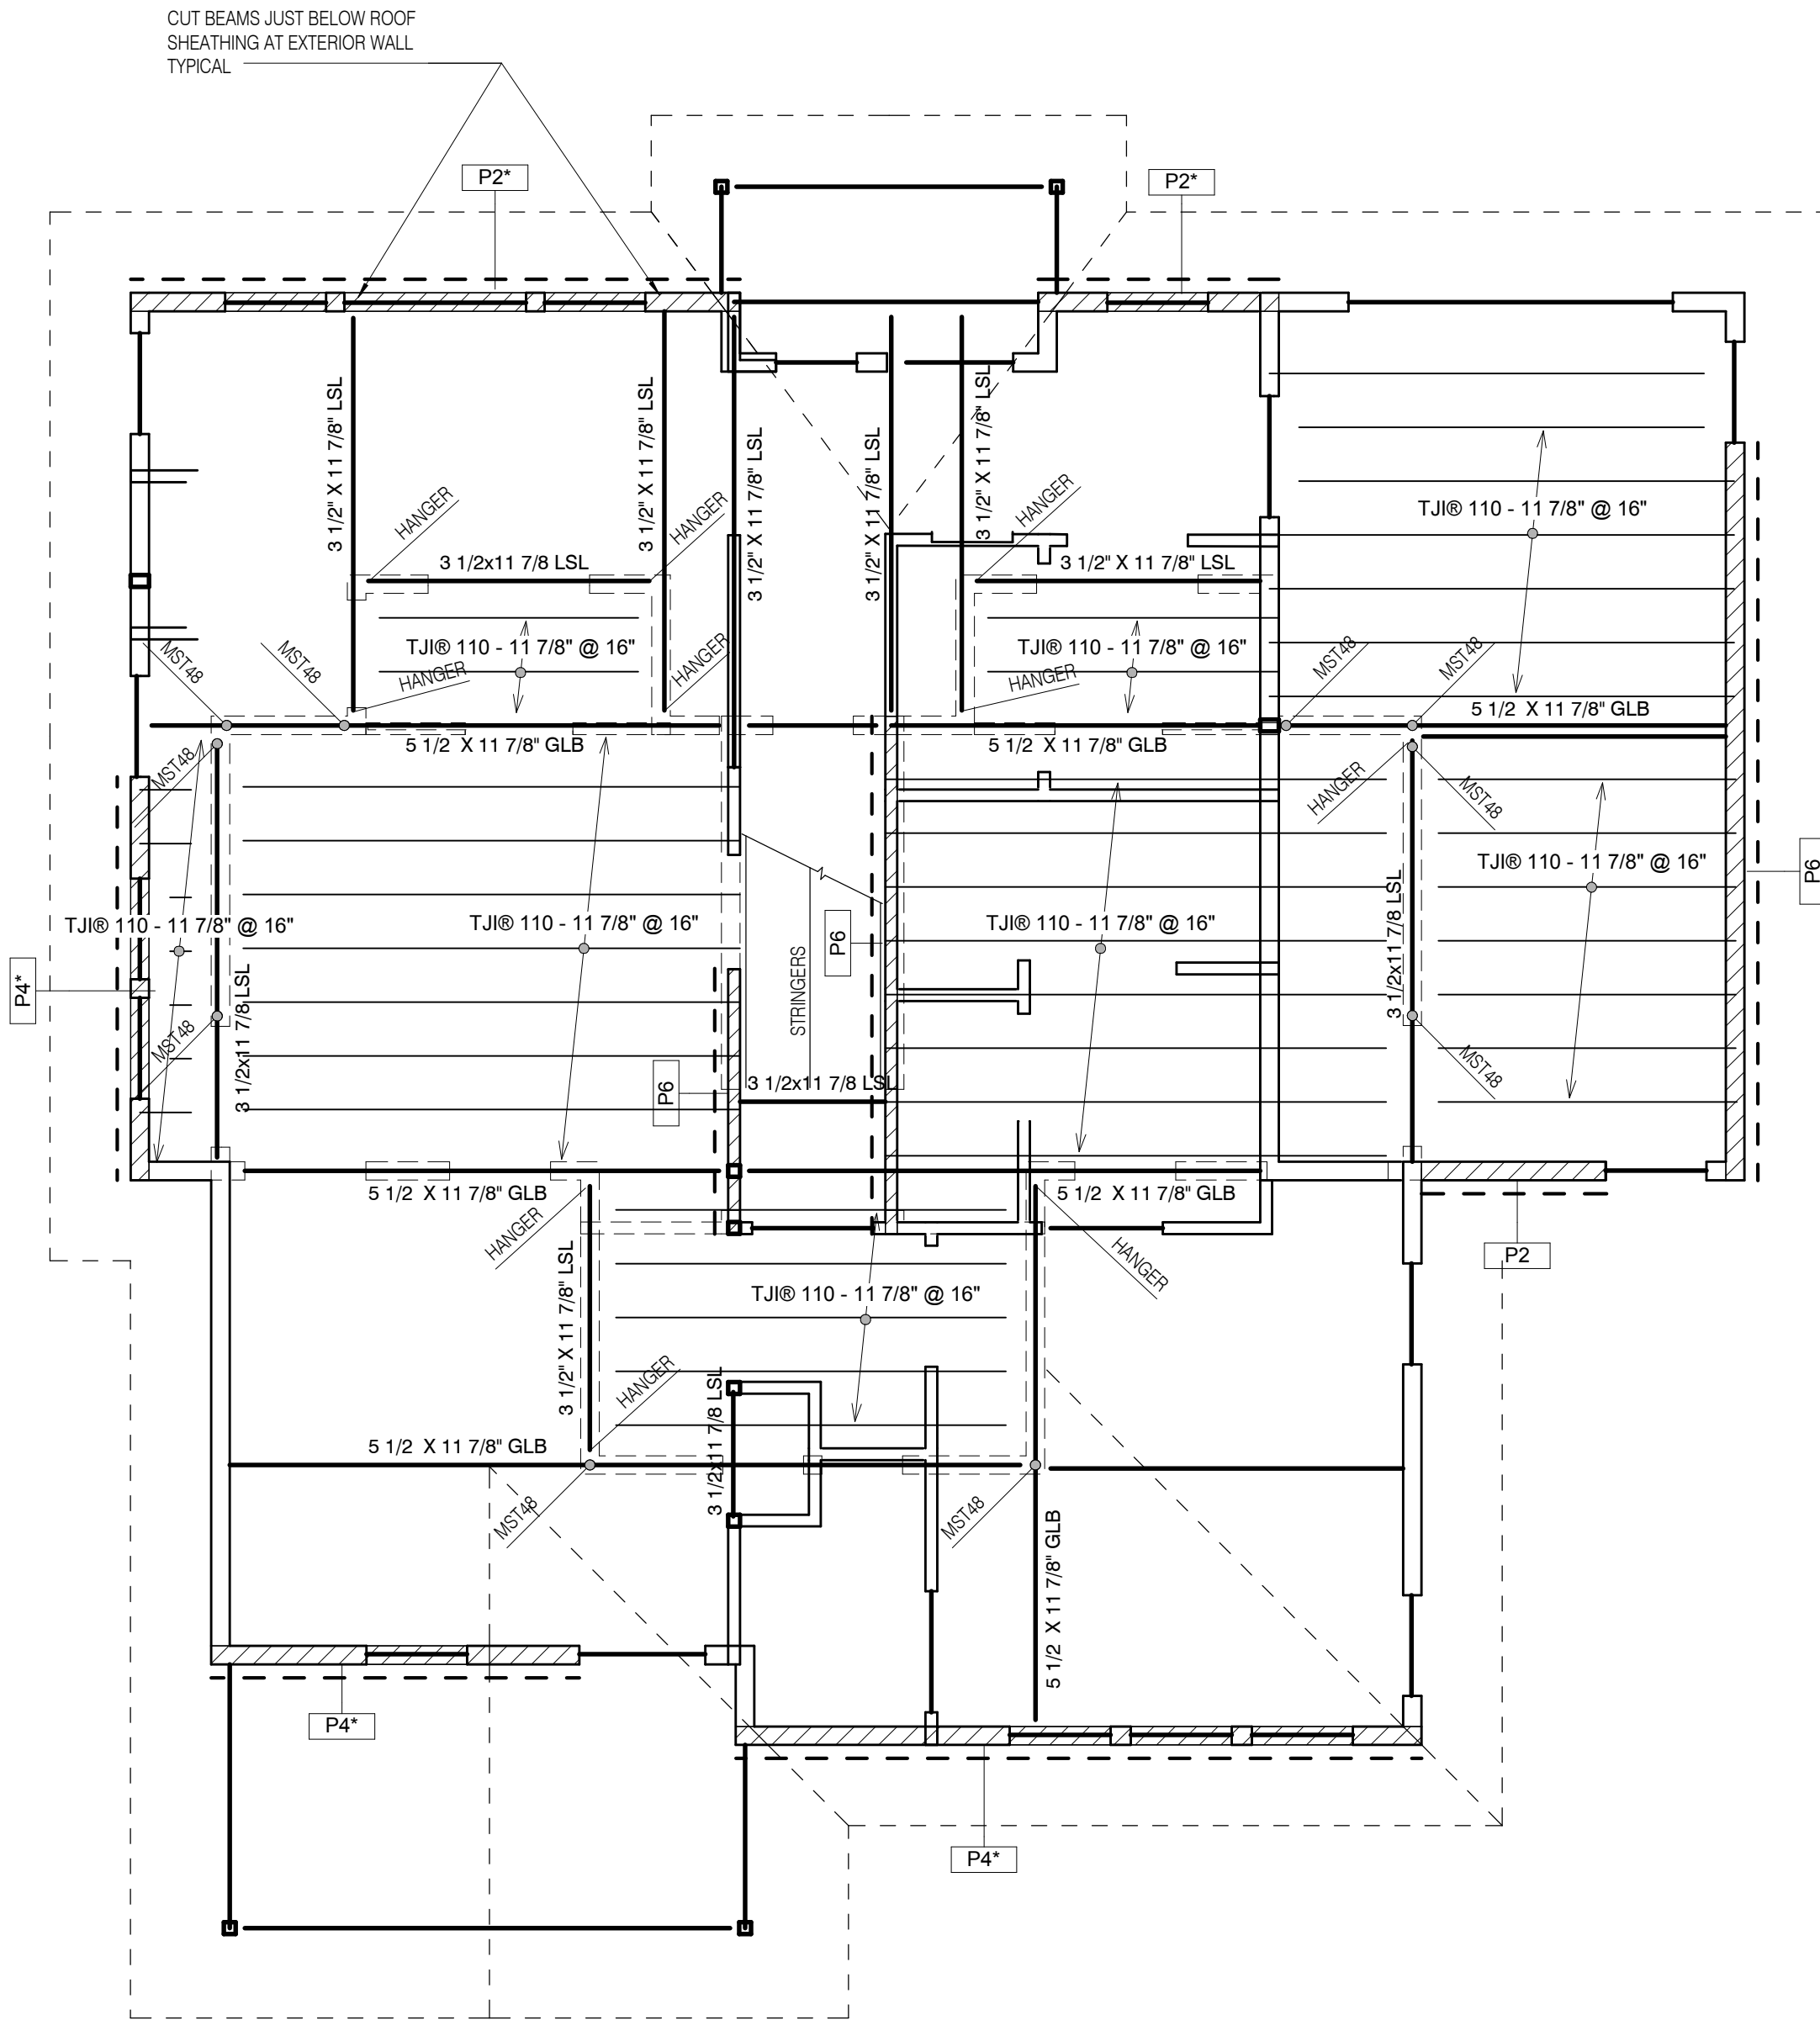 CUT BEAMS JUST BELOW ROOF
SHEATHING AT EXTERIOR WALL
TYPICAL
P2*
P2*
3 1/2" X 11 7/8" LSL
3 1/2" X 11 7/8" LSL
3 1/2" X 11 7/8" LSL
3 1/2" X 11 7/8" LSL
3 1/2" X 11 7/8" LSL
HANGER
HANGER
HANGER
TJI® 110 - 11 7/8" @ 16"
3 1/2x11 7/8 LSL
3 1/2" X 11 7/8" LSL
TJI® 110 - 11 7/8" @ 16"
TJI® 110 - 11 7/8" @ 16"
MST48
MST48
HANGER
HANGER
HANGER
MST48
MST48
5 1/2 X 11 7/8" GLB
5 1/2 X 11 7/8" GLB
5 1/2 X 11 7/8" GLB
MST48
HANGER
MST48
TJI® 110 - 11 7/8" @ 16"
P6
TJI® 110 - 11 7/8" @ 16"
TJI® 110 - 11 7/8" @ 16"
TJI® 110 - 11 7/8" @ 16"
P6
3 1/2x11 7/8 LSL
P4*
STRINGERS
MST48
3 1/2x11 7/8 LSL
MST48
P6
3 1/2x11 7/8 LSL
5 1/2 X 11 7/8" GLB
5 1/2 X 11 7/8" GLB
HANGER
HANGER
P2
3 1/2" X 11 7/8" LSL
TJI® 110 - 11 7/8" @ 16"
HANGER
3 1/2x11 7/8 LSL
5 1/2 X 11 7/8" GLB
MST48
MST48
5 1/2 X 11 7/8" GLB
P4*
P4*